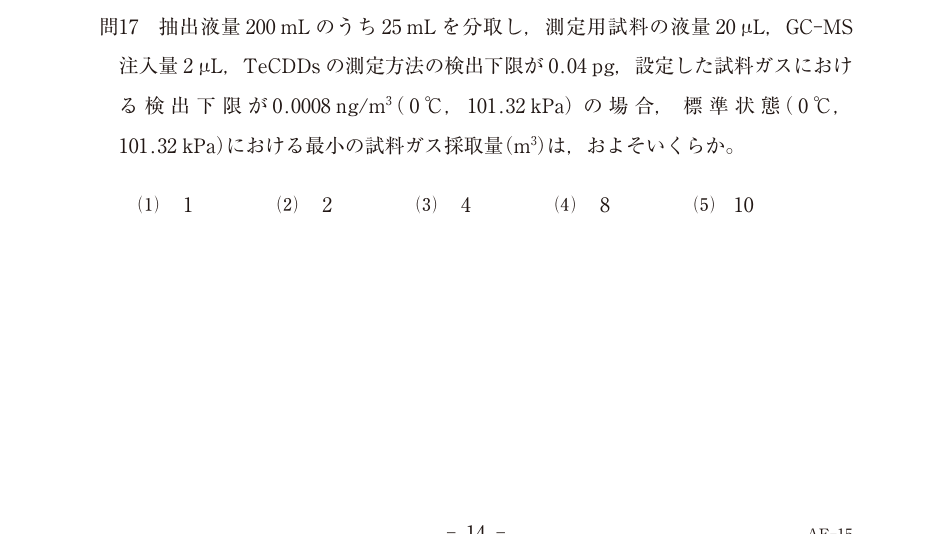 問17　抽出液量 200 mL のうち 25 mL を分取し，測定用試料の液量 20 μL，GC−MS
注入量 2 μL，TeCDDs の測定方法の検出下限が 0.04 pg，設定した試料ガスにおけ
る検出下限が 0.0008 ng/m³（0 ℃，101.32 kPa）の場合，標準状態（0 ℃，
101.32 kPa）における最小の試料ガス採取量（m³）は，およそいくらか。
⑴　1　⑵　2　⑶　4　⑷　8　⑸　10
− 14 −　AE−15